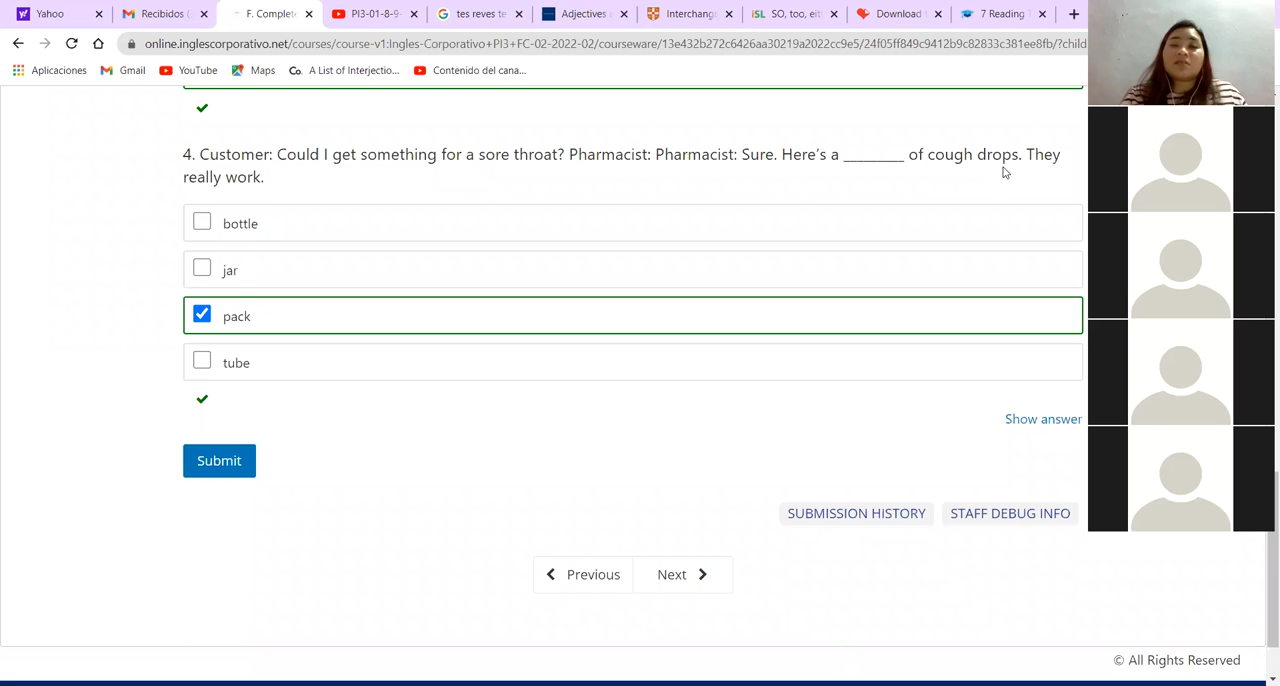 Yahoo
Recibidos (
F. Complete
PI3-01-8-9-
tes reves te
Adjectives a
Interchang
SO, too, eit
Download
7 Reading
online.inglescorporativo.net/courses/course-v1:Ingles-Corporativo+PI3+FC-02-2022-02/courseware/13e432b272c6426aa30219a2022cc9e5/24f05ff849c9412b9c82833c381ee8fb/?child
Aplicaciones
Gmail
YouTube
Maps
Co. A List of Interjectio...
Contenido del cana...
4. Customer: Could I get something for a sore throat? Pharmacist: Pharmacist: Sure. Here's a ________ of cough drops. They
really work.
bottle
jar
pack
tube
Show answer
Submit
SUBMISSION HISTORY
STAFF DEBUG INFO
Previous
Next
© All Rights Reserved